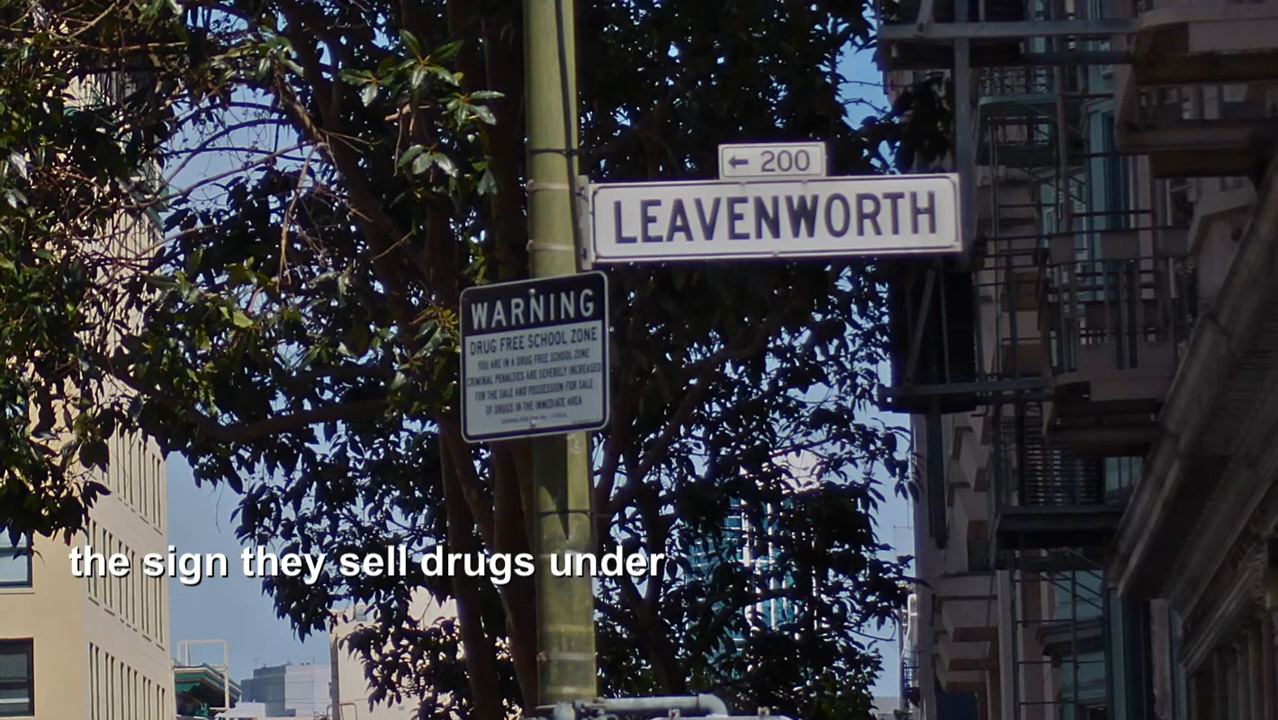 ← 200
LEAVENWORTH
WARNING
DRUG FREE SCHOOL ZONE
YOU ARE IN A DRUG FREE SCHOOL ZONE
CRIMINAL PENALTIES ARE SEVERELY INCREASED
FOR THE SALE AND POSSESSION FOR SALE
OF DRUGS IN THE IMMEDIATE AREA
the sign they sell drugs under